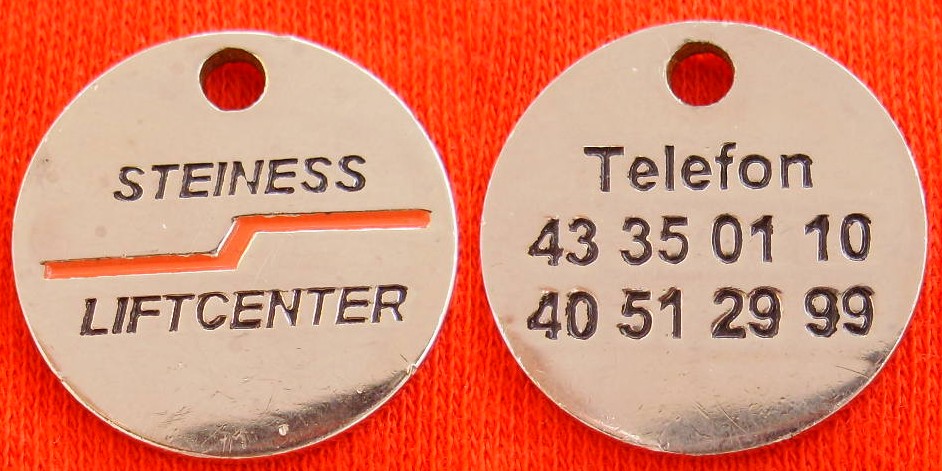 STEINESS
LIFTCENTER
Telefon
43 35 01 10
40 51 29 99